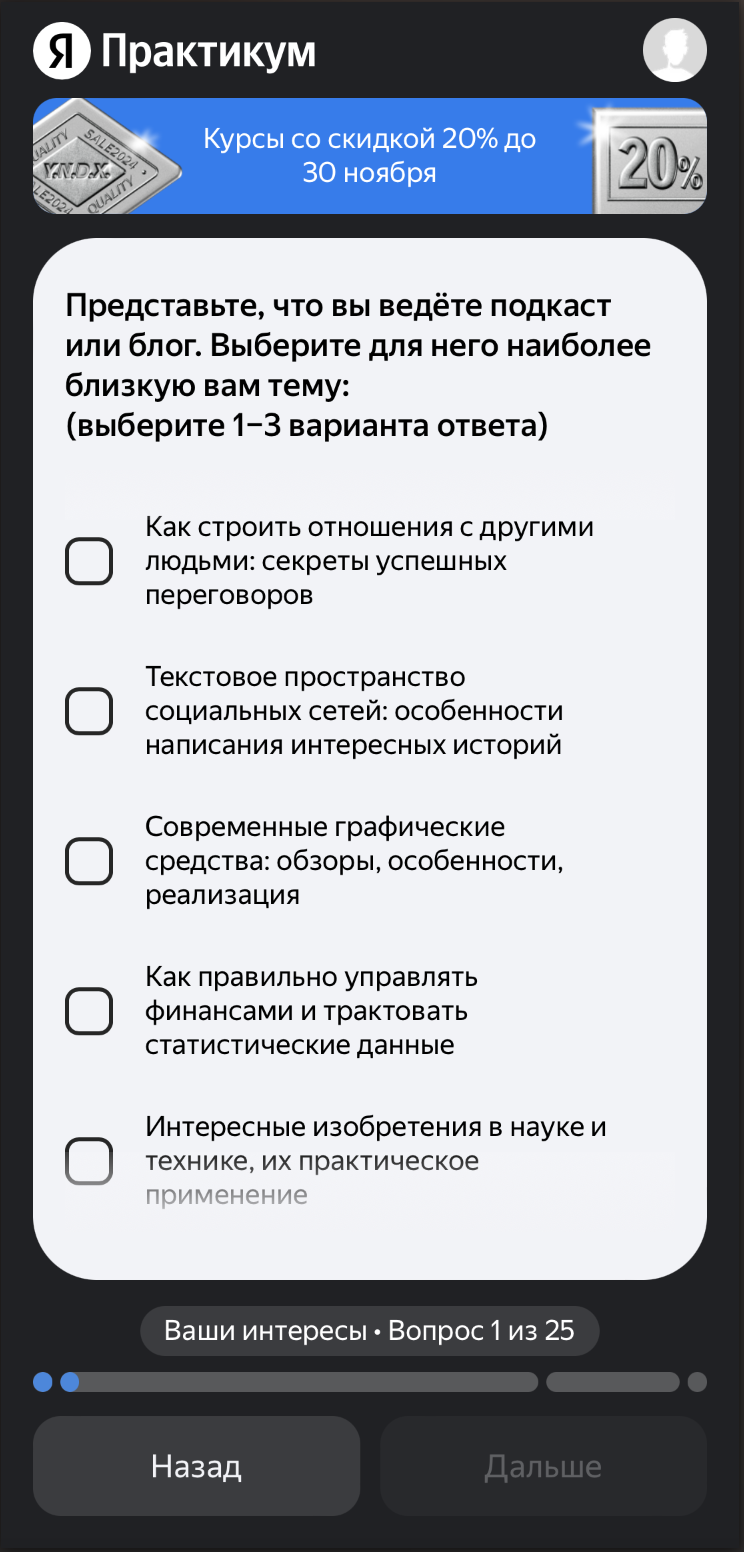 Я Практикум
UALITY
SALE2024
Y.N.D.X.
LE2024
QUALITY
Курсы со скидкой 20% до
30 ноября
20%
Представьте, что вы ведёте подкаст
или блог. Выберите для него наиболее
близкую вам тему:
(выберите 1–3 варианта ответа)
Как строить отношения с другими
людьми: секреты успешных
переговоров
Текстовое пространство
социальных сетей: особенности
написания интересных историй
Современные графические
средства: обзоры, особенности,
реализация
Как правильно управлять
финансами и трактовать
статистические данные
Интересные изобретения в науке и
технике, их практическое
применение
Ваши интересы • Вопрос 1 из 25
Назад
Дальше